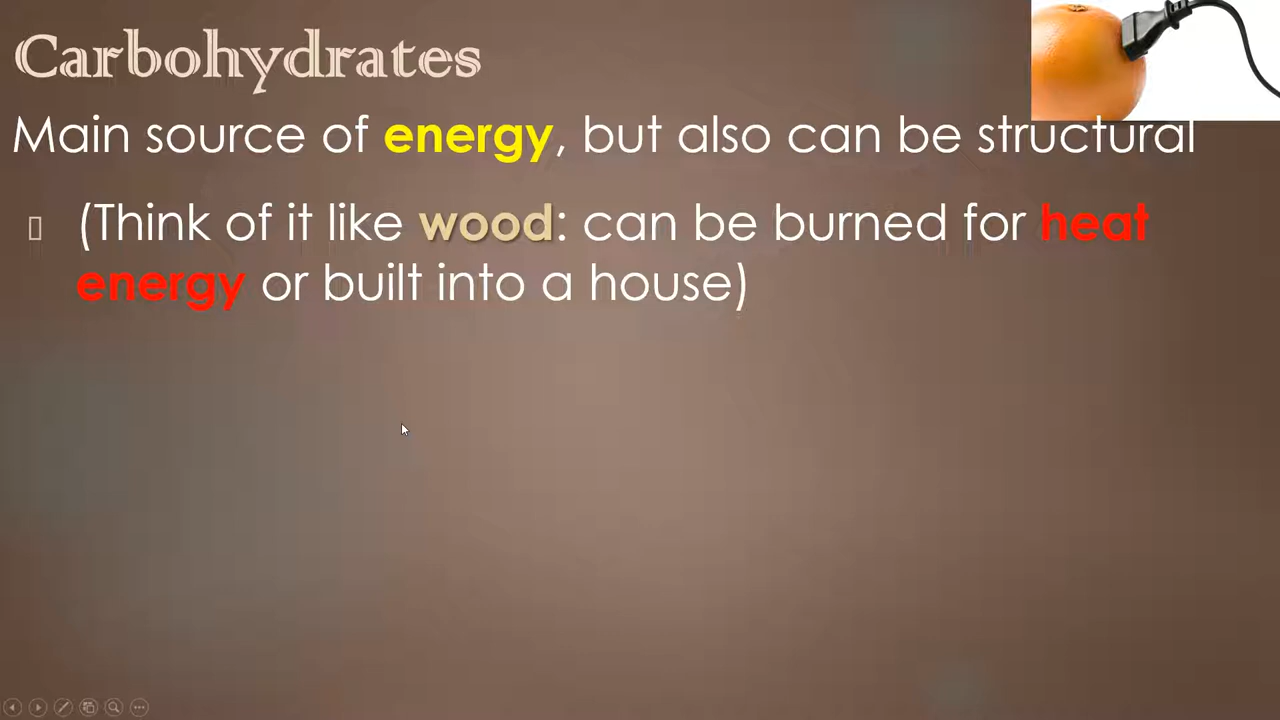 Carbohydrates
Main source of energy, but also can be structural
(Think of it like wood: can be burned for heat
energy or built into a house)